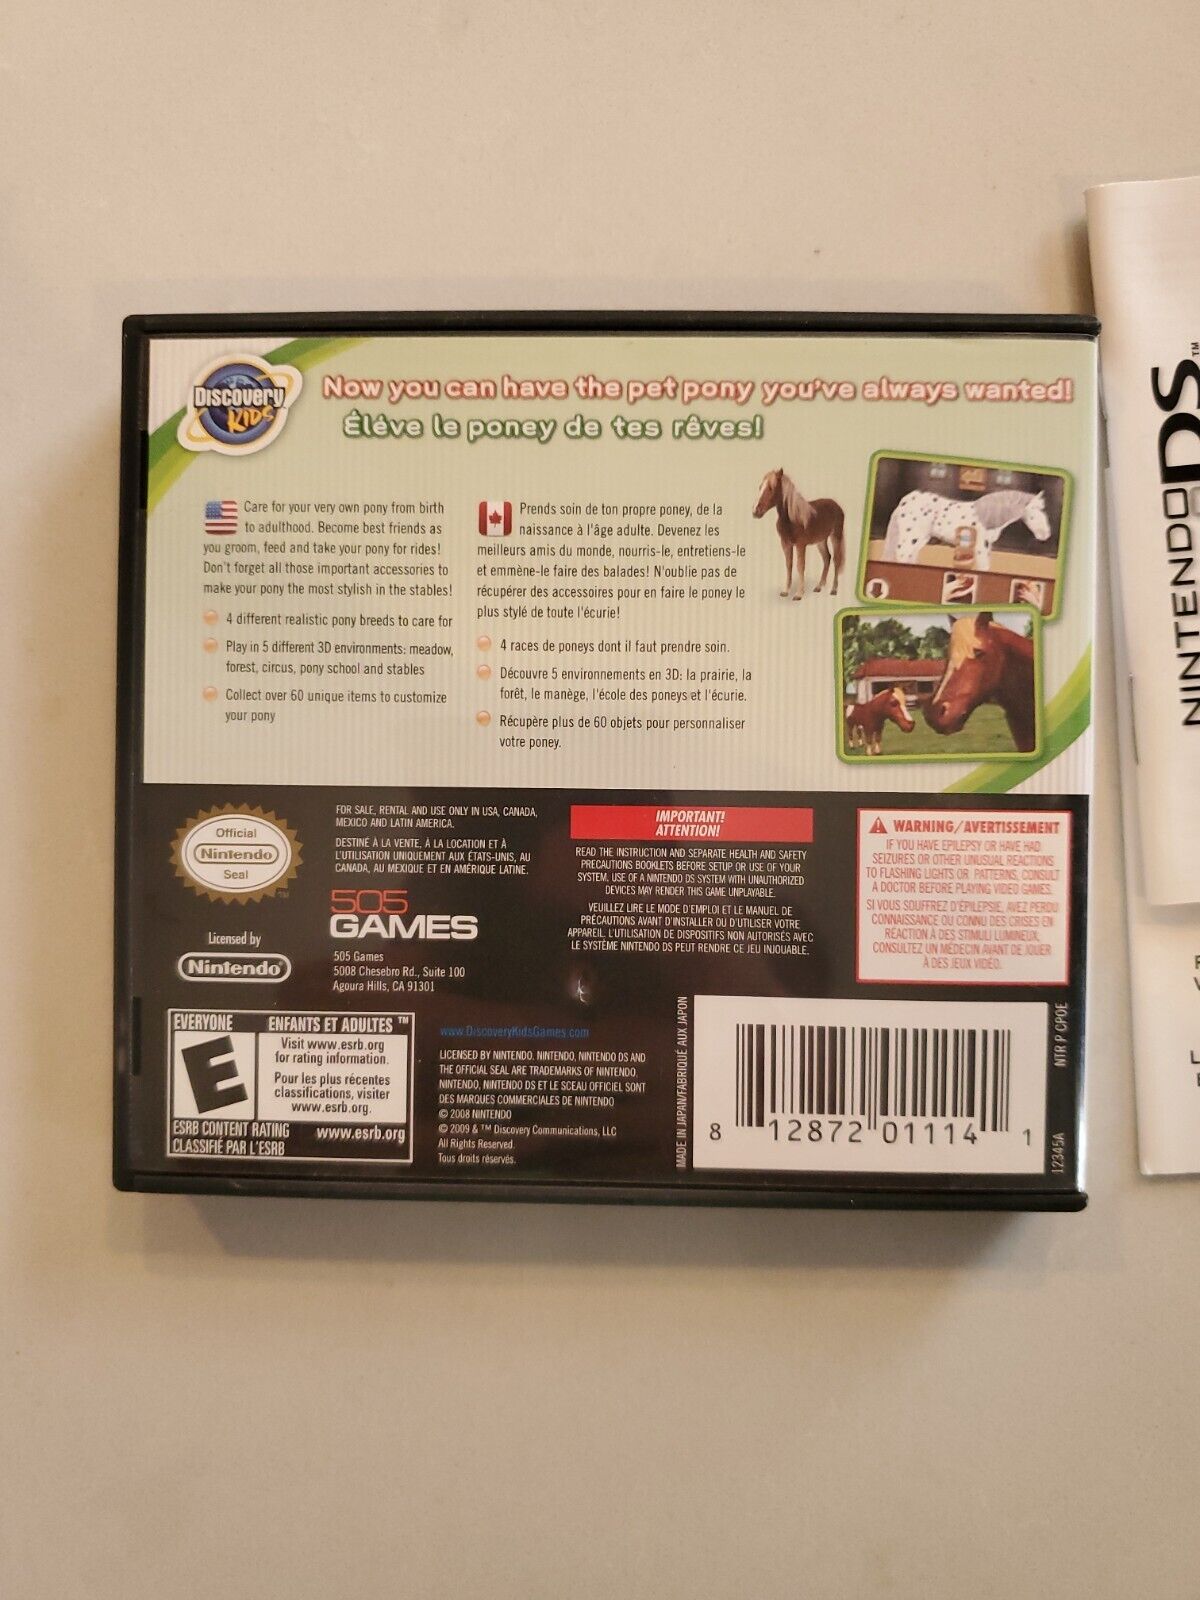 Discovery
KIDS
Now you can have the pet pony you've always wanted!
Éléve le poney de tes rêves!
Care for your very own pony from birth
to adulthood. Become best friends as
you groom, feed and take your pony for rides!
Don't forget all those important accessories to
make your pony the most stylish in the stables!
4 different realistic pony breeds to care for
Play in 5 different 3D environments: meadow,
forest, circus, pony school and stables
Collect over 60 unique items to customize
your pony
Prends soin de ton propre poney, de la
naissance à l'âge adulte. Devenez les
meilleurs amis du monde, nourris-le, entretiens-le
et emmène-le faire des balades! N'oublie pas de
récupérer des accessoires pour en faire le poney le
plus stylé de toute l'écurie!
4 races de poneys dont il faut prendre soin.
Découvre 5 environnements en 3D: la prairie, la
forêt, le manège, l'école des poneys et l'écurie.
Récupère plus de 60 objets pour personnaliser
votre poney.
Official
Nintendo
Seal
TM
Licensed by
Nintendo®
FOR SALE, RENTAL AND USE ONLY IN USA, CANADA,
MEXICO AND LATIN AMERICA.
DESTINÉ À LA VENTE, À LA LOCATION ET À
L'UTILISATION UNIQUEMENT AUX ÉTATS-UNIS, AU
CANADA, AU MEXIQUE ET EN AMÉRIQUE LATINE.
505
GAMES
505 Games
5008 Chesebro Rd., Suite 100
Agoura Hills, CA 91301
IMPORTANT!
ATTENTION!
READ THE INSTRUCTION AND SEPARATE HEALTH AND SAFETY
PRECAUTIONS BOOKLETS BEFORE SETUP OR USE OF YOUR
SYSTEM. USE OF A NINTENDO DS SYSTEM WITH UNAUTHORIZED
DEVICES MAY RENDER THIS GAME UNPLAYABLE.
VEUILLEZ LIRE LE MODE D'EMPLOI ET LE MANUEL DE
PRÉCAUTIONS AVANT D'INSTALLER OU D'UTILISER VOTRE
APPAREIL. L'UTILISATION DE DISPOSITIFS NON AUTORISÉS AVEC
LE SYSTÈME NINTENDO DS PEUT RENDRE CE JEU INJOUABLE.
WARNING/AVERTISSEMENT
IF YOU HAVE EPILEPSY OR HAVE HAD
SEIZURES OR OTHER UNUSUAL REACTIONS
TO FLASHING LIGHTS OR PATTERNS, CONSULT
A DOCTOR BEFORE PLAYING VIDEO GAMES.
SI VOUS SOUFFREZ D'ÉPILEPSIE, AVEZ PERDU
CONNAISSANCE OU CONNU DES CRISES EN
RÉACTION À DES STIMULI LUMINEUX,
CONSULTEZ UN MÉDECIN AVANT DE JOUER
À DES JEUX VIDÉO.
EVERYONE
ENFANTS ET ADULTES ™
E
Visit www.esrb.org
for rating information.
Pour les plus récentes
classifications, visiter
www.esrb.org.
ESRB CONTENT RATING
CLASSIFIÉ PAR L'ESRB
www.esrb.org
www.DiscoveryKidsGames.com
LICENSED BY NINTENDO. NINTENDO, NINTENDO DS AND
THE OFFICIAL SEAL ARE TRADEMARKS OF NINTENDO.
NINTENDO, NINTENDO DS ET LE SCEAU OFFICIEL SONT
DES MARQUES COMMERCIALES DE NINTENDO
© 2008 NINTENDO
© 2009 & ™ Discovery Communications, LLC
All Rights Reserved.
Tous droits réservés.
MADE IN JAPAN/FABRIQUÉ AUX JAPON
8 12872 01114 1
NTR P CPOE
12345A
NINTENDO DS™